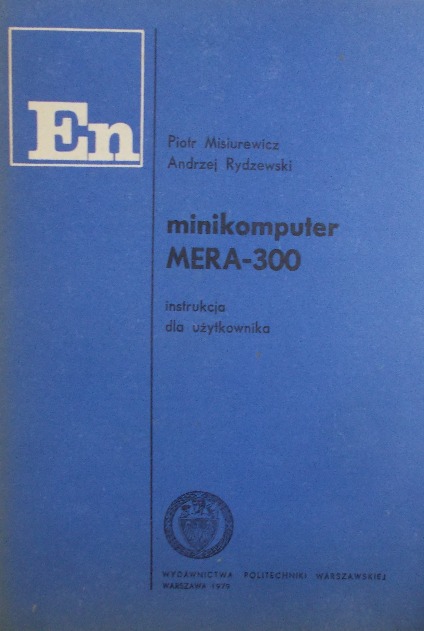 En
Piotr Misiurewicz
Andrzej Rydzewski
minikomputer
MERA-300
instrukcja
dla użytkownika
WYDAWNICTWA POLITECHNIKI WARSZAWSKIEJ
WARSZAWA